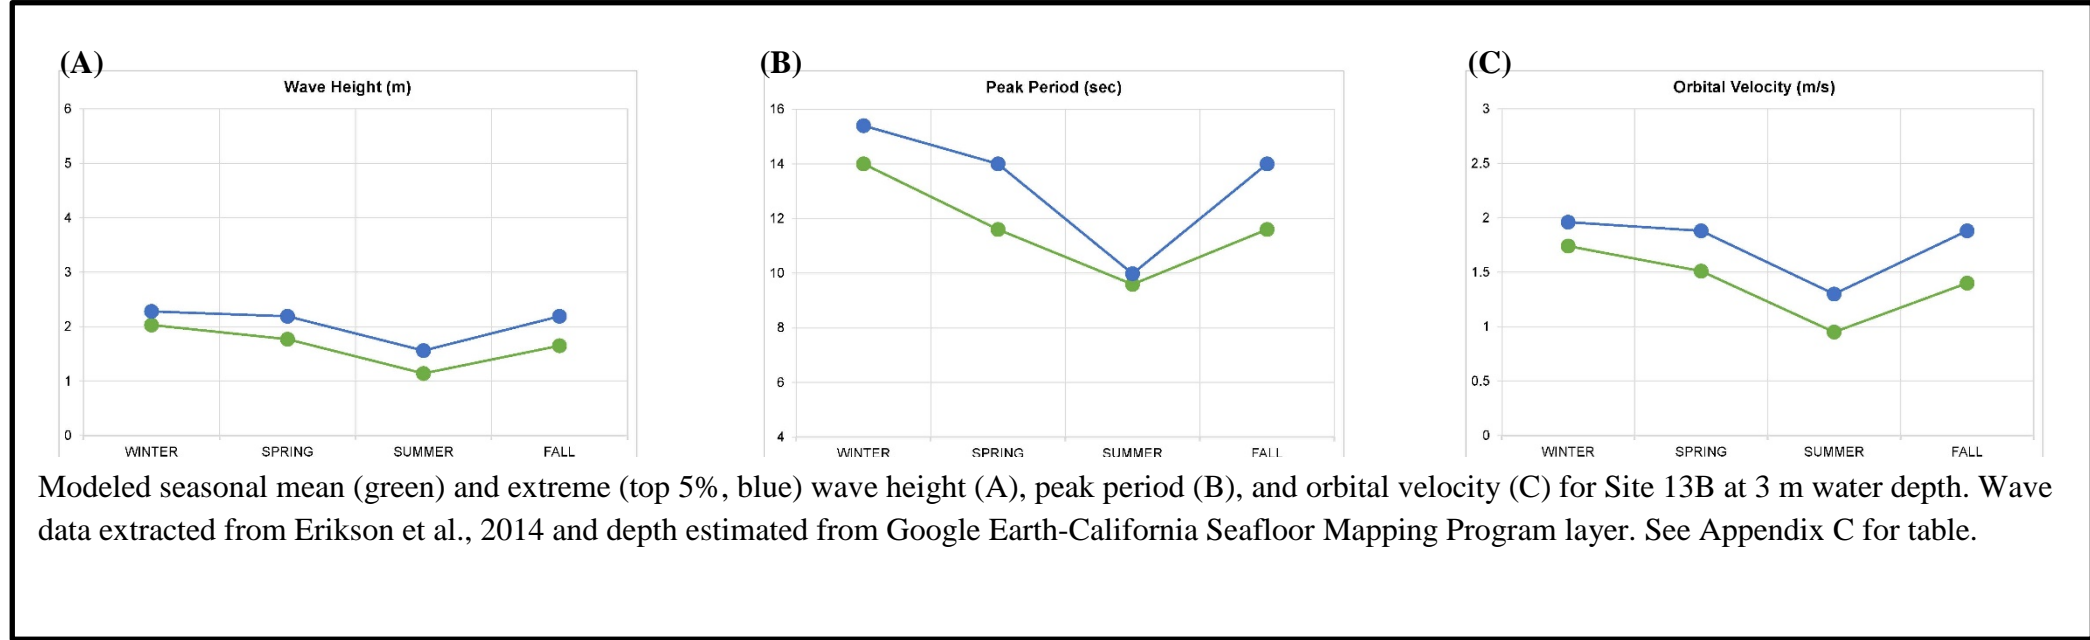 (A)
Wave Height (m)
6
5
4
3
2
1
0
WINTER SPRING SUMMER FALL
(B)
Peak Period (sec)
16
14
12
10
8
6
4
WINTER SPRING SUMMER FALL
(C)
Orbital Velocity (m/s)
3
2.5
2
1.5
1
0.5
0
WINTER SPRING SUMMER FALL
Modeled seasonal mean (green) and extreme (top 5%, blue) wave height (A), peak period (B), and orbital velocity (C) for Site 13B at 3 m water depth. Wave
data extracted from Erikson et al., 2014 and depth estimated from Google Earth-California Seafloor Mapping Program layer. See Appendix C for table.